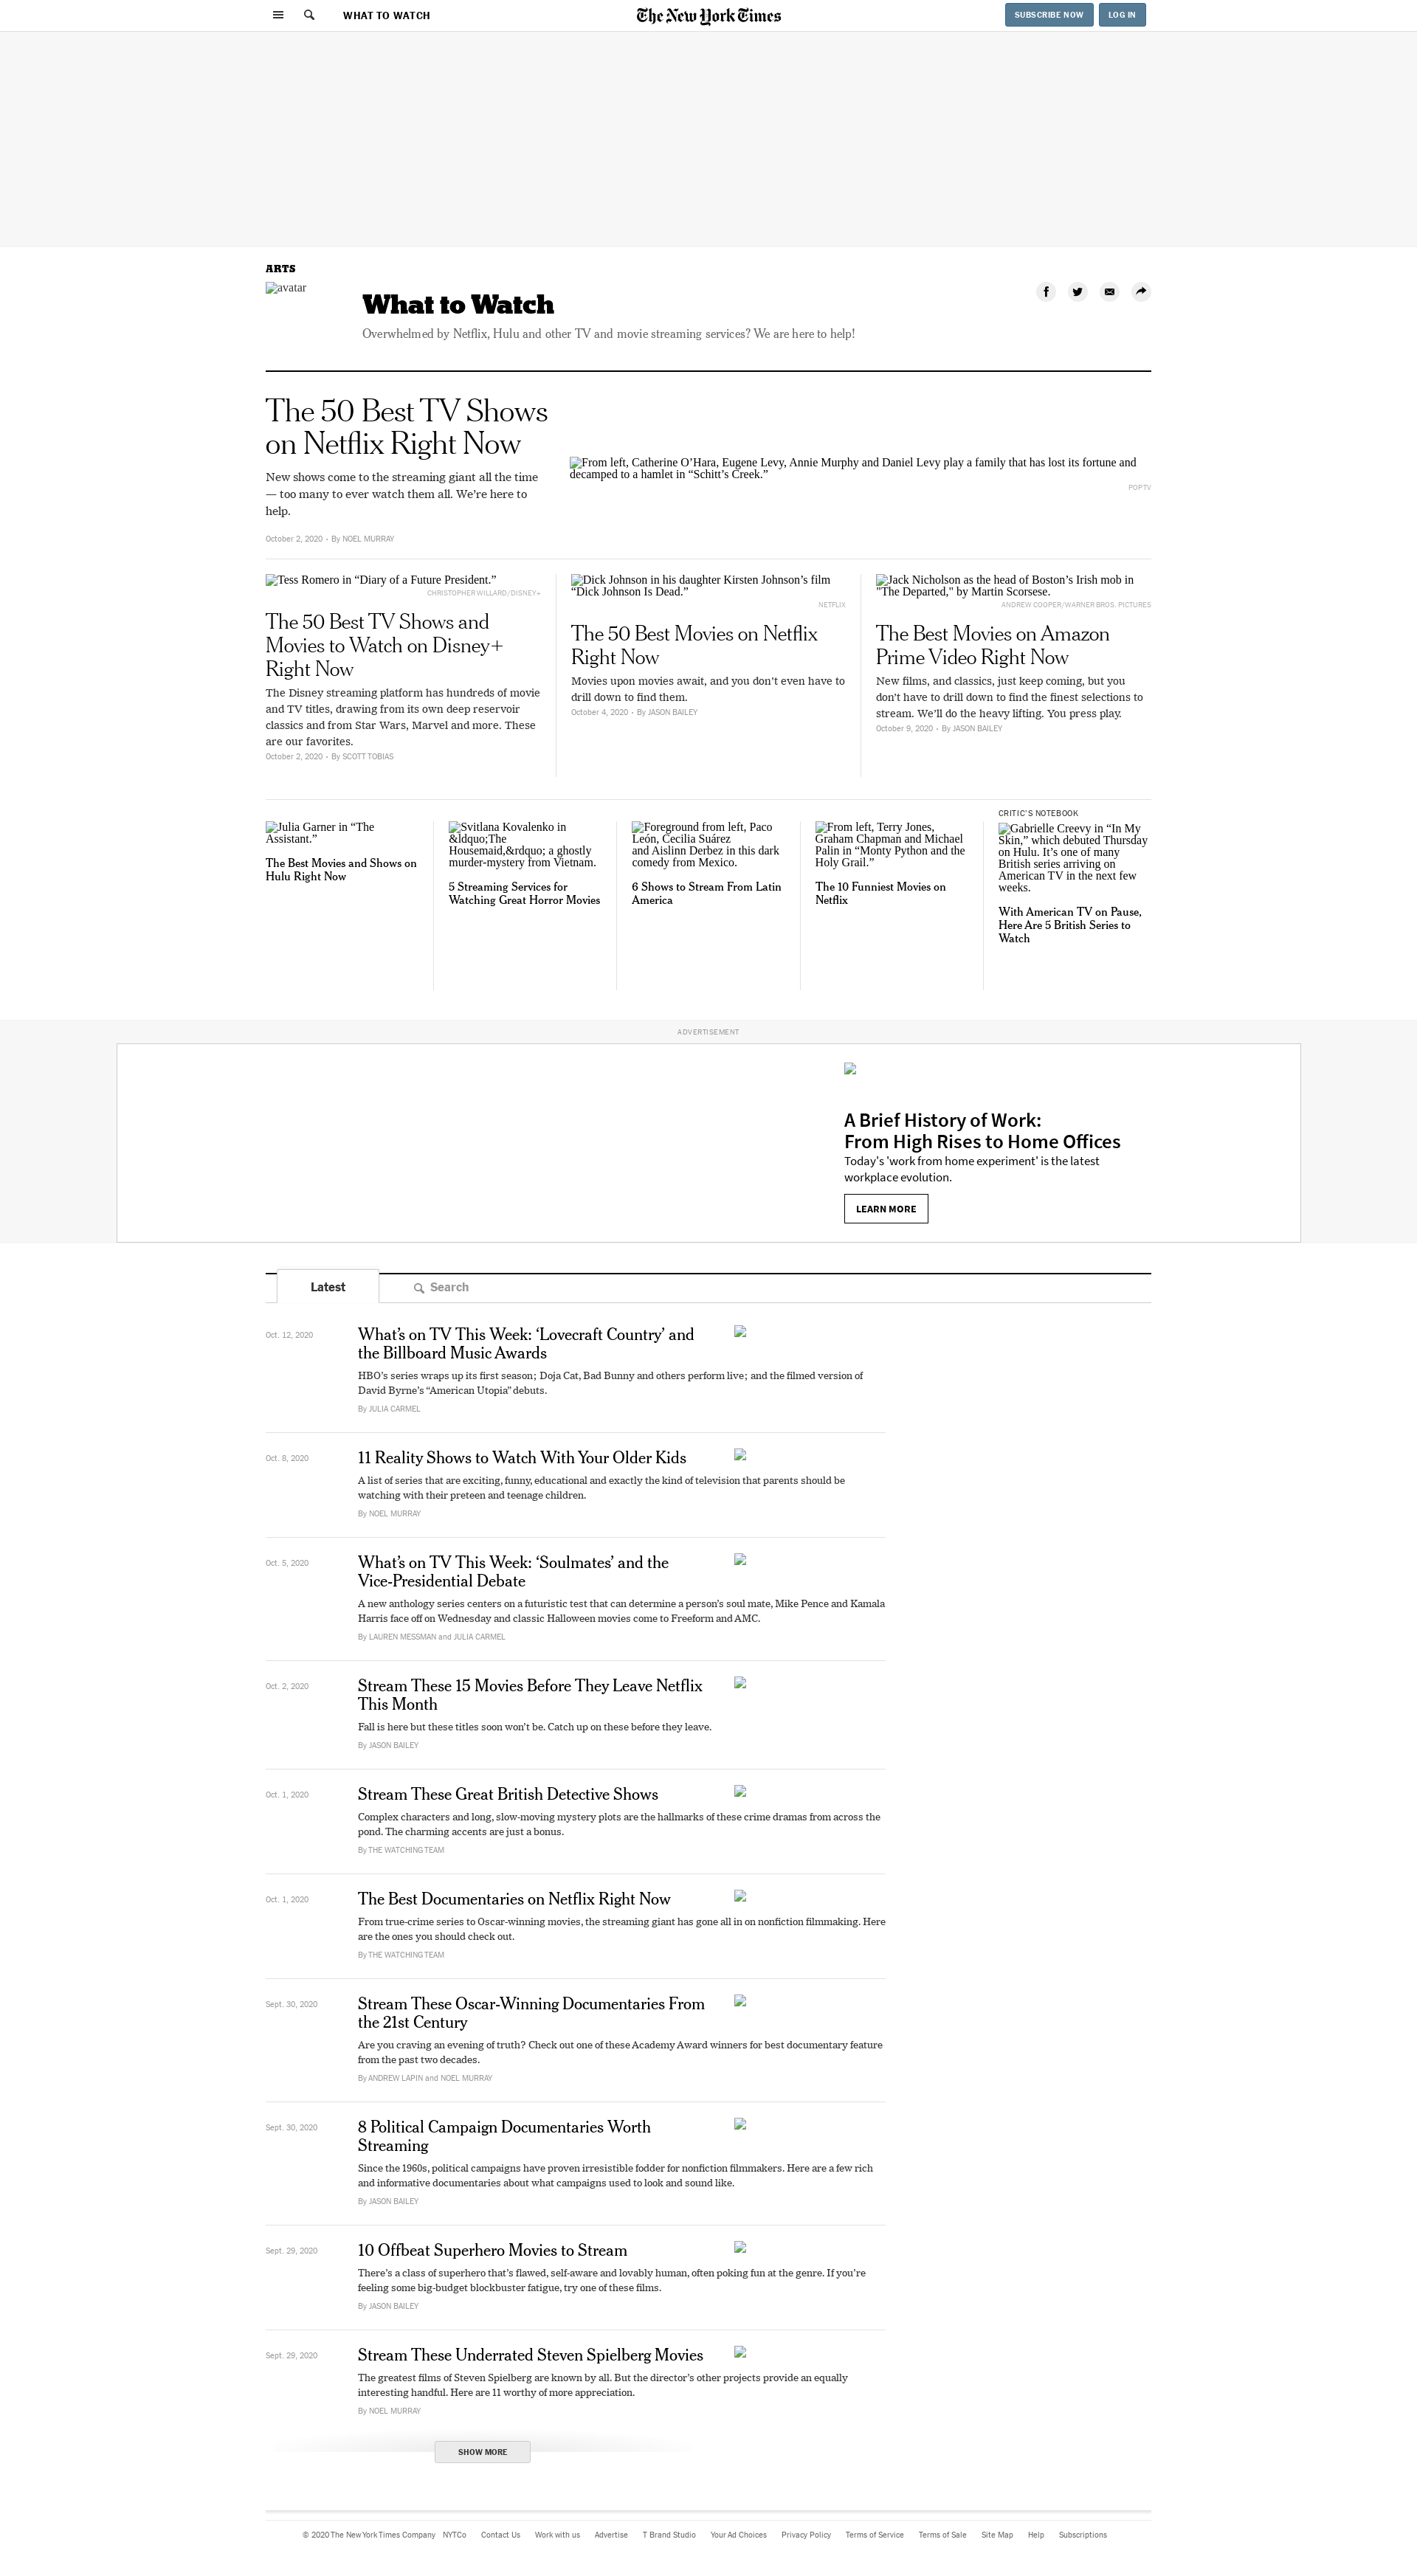 WHAT TO WATCH
The New York Times
SUBSCRIBE NOW
LOG IN
ARTS
avatar
What to Watch
Overwhelmed by Netflix, Hulu and other TV and movie streaming services? We are here to help!
The 50 Best TV Shows
on Netflix Right Now
New shows come to the streaming giant all the time
— too many to ever watch them all. We’re here to
help.
October 2, 2020 • By NOEL MURRAY
From left, Catherine O’Hara, Eugene Levy, Annie Murphy and Daniel Levy play a family that has lost its fortune and
decamped to a hamlet in “Schitt’s Creek.”
POP TV
Tess Romero in “Diary of a Future President.”
CHRISTOPHER WILLARD/DISNEY+
The 50 Best TV Shows and
Movies to Watch on Disney+
Right Now
The Disney streaming platform has hundreds of movie
and TV titles, drawing from its own deep reservoir
classics and from Star Wars, Marvel and more. These
are our favorites.
October 2, 2020 • By SCOTT TOBIAS
Dick Johnson in his daughter Kirsten Johnson’s film
“Dick Johnson Is Dead.”
NETFLIX
The 50 Best Movies on Netflix
Right Now
Movies upon movies await, and you don’t even have to
drill down to find them.
October 4, 2020 • By JASON BAILEY
Jack Nicholson as the head of Boston’s Irish mob in
"The Departed," by Martin Scorsese.
ANDREW COOPER/WARNER BROS. PICTURES
The Best Movies on Amazon
Prime Video Right Now
New films, and classics, just keep coming, but you
don’t have to drill down to find the finest selections to
stream. We’ll do the heavy lifting. You press play.
October 9, 2020 • By JASON BAILEY
Julia Garner in “The
Assistant.”
The Best Movies and Shows on
Hulu Right Now
Svitlana Kovalenko in
&ldquo;The
Housemaid,&rdquo; a ghostly
murder-mystery from Vietnam.
5 Streaming Services for
Watching Great Horror Movies
Foreground from left, Paco
León, Cecilia Suárez
and Aislinn Derbez in this dark
comedy from Mexico.
6 Shows to Stream From Latin
America
From left, Terry Jones,
Graham Chapman and Michael
Palin in “Monty Python and the
Holy Grail.”
The 10 Funniest Movies on
Netflix
CRITIC’S NOTEBOOK
Gabrielle Creevy in “In My
Skin,” which debuted Thursday
on Hulu. It’s one of many
British series arriving on
American TV in the next few
weeks.
With American TV on Pause,
Here Are 5 British Series to
Watch
ADVERTISEMENT
A Brief History of Work:
From High Rises to Home Offices
Today's 'work from home experiment' is the latest
workplace evolution.
LEARN MORE
Latest
Search
Oct. 12, 2020
What’s on TV This Week: ‘Lovecraft Country’ and
the Billboard Music Awards
HBO’s series wraps up its first season; Doja Cat, Bad Bunny and others perform live; and the filmed version of
David Byrne’s “American Utopia” debuts.
By JULIA CARMEL
Oct. 8, 2020
11 Reality Shows to Watch With Your Older Kids
A list of series that are exciting, funny, educational and exactly the kind of television that parents should be
watching with their preteen and teenage children.
By NOEL MURRAY
Oct. 5, 2020
What’s on TV This Week: ‘Soulmates’ and the
Vice-Presidential Debate
A new anthology series centers on a futuristic test that can determine a person’s soul mate, Mike Pence and Kamala
Harris face off on Wednesday and classic Halloween movies come to Freeform and AMC.
By LAUREN MESSMAN and JULIA CARMEL
Oct. 2, 2020
Stream These 15 Movies Before They Leave Netflix
This Month
Fall is here but these titles soon won’t be. Catch up on these before they leave.
By JASON BAILEY
Oct. 1, 2020
Stream These Great British Detective Shows
Complex characters and long, slow-moving mystery plots are the hallmarks of these crime dramas from across the
pond. The charming accents are just a bonus.
By THE WATCHING TEAM
Oct. 1, 2020
The Best Documentaries on Netflix Right Now
From true-crime series to Oscar-winning movies, the streaming giant has gone all in on nonfiction filmmaking. Here
are the ones you should check out.
By THE WATCHING TEAM
Sept. 30, 2020
Stream These Oscar-Winning Documentaries From
the 21st Century
Are you craving an evening of truth? Check out one of these Academy Award winners for best documentary feature
from the past two decades.
By ANDREW LAPIN and NOEL MURRAY
Sept. 30, 2020
8 Political Campaign Documentaries Worth
Streaming
Since the 1960s, political campaigns have proven irresistible fodder for nonfiction filmmakers. Here are a few rich
and informative documentaries about what campaigns used to look and sound like.
By JASON BAILEY
Sept. 29, 2020
10 Offbeat Superhero Movies to Stream
There’s a class of superhero that’s flawed, self-aware and lovably human, often poking fun at the genre. If you’re
feeling some big-budget blockbuster fatigue, try one of these films.
By JASON BAILEY
Sept. 29, 2020
Stream These Underrated Steven Spielberg Movies
The greatest films of Steven Spielberg are known by all. But the director’s other projects provide an equally
interesting handful. Here are 11 worthy of more appreciation.
By NOEL MURRAY
SHOW MORE
© 2020 The New York Times Company NYTCo Contact Us Work with us Advertise T Brand Studio Your Ad Choices Privacy Policy Terms of Service Terms of Sale Site Map Help Subscriptions